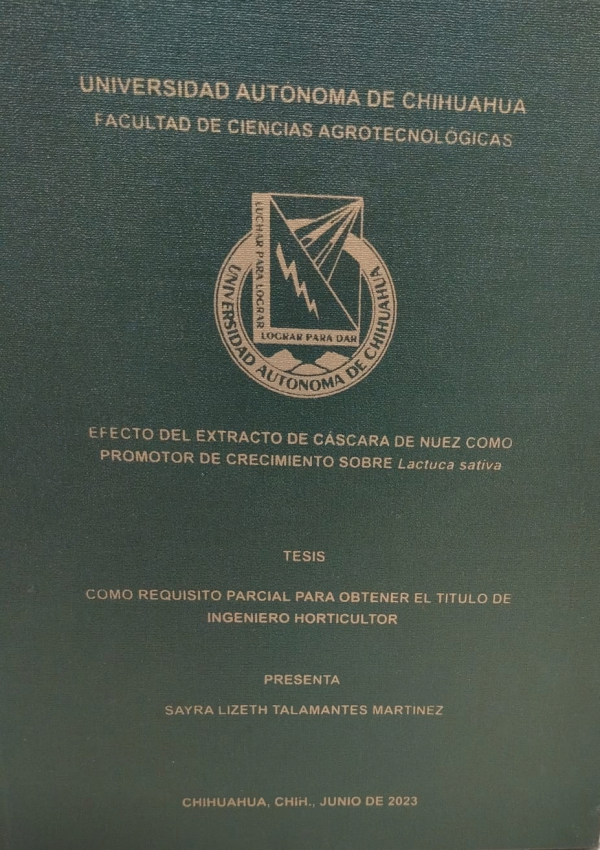 UNIVERSIDAD AUTÓNOMA DE CHIHUAHUA
FACULTAD DE CIENCIAS AGROTECNOLÓGICAS
LUCHAR PARA LOGRAR
LOGRAR PARA DAR
UNIVERSIDAD AUTONOMA DE CHIHUAHUA
EFECTO DEL EXTRACTO DE CÁSCARA DE NUEZ COMO
PROMOTOR DE CRECIMIENTO SOBRE Lactuca sativa
TESIS
COMO REQUISITO PARCIAL PARA OBTENER EL TITULO DE
INGENIERO HORTICULTOR
PRESENTA
SAYRA LIZETH TALAMANTES MARTINEZ
CHIHUAHUA, CHIH., JUNIO DE 2023